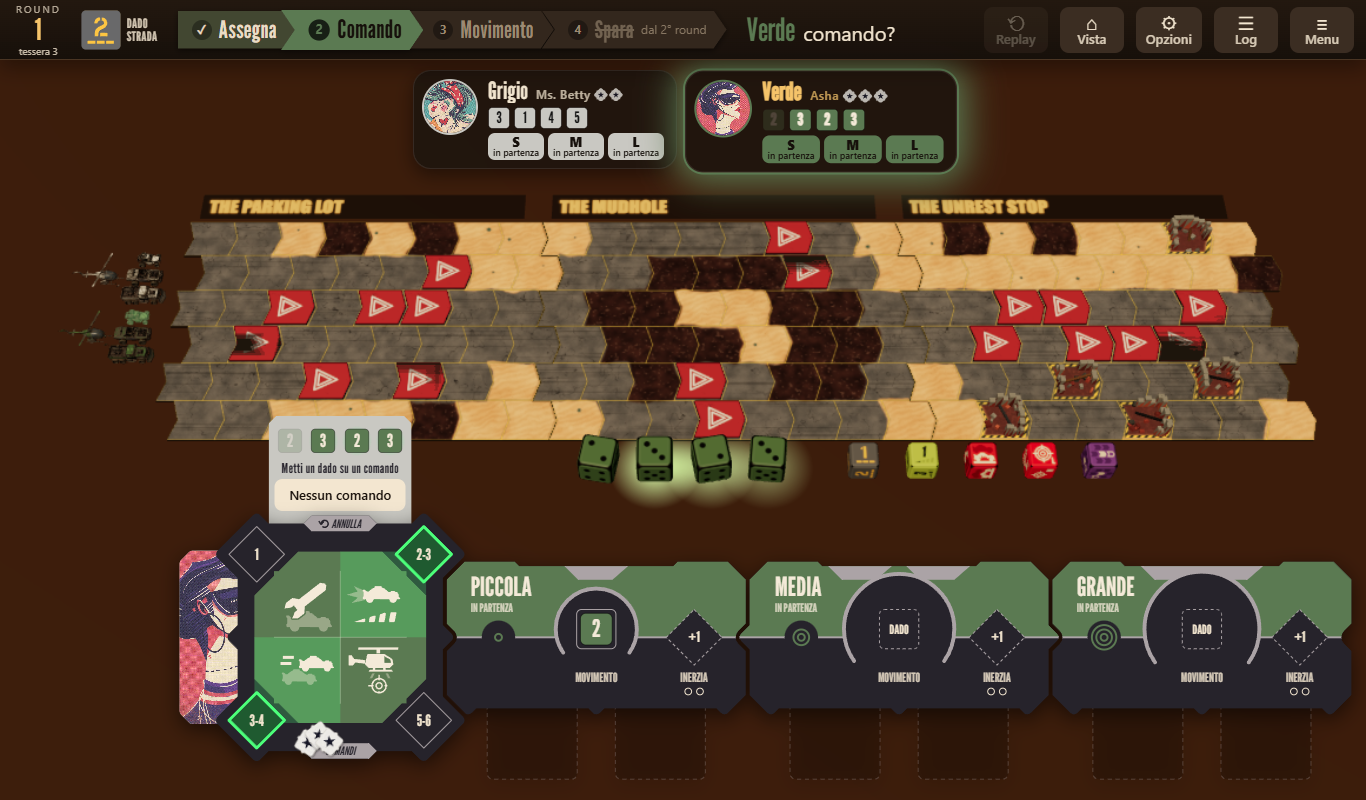 ROUND
1
tessera 3
2
DADO
STRADA
✓ Assegna
2 Comando
3 Movimento
4 Spara dal 2° round
Verde comando?
Replay
Vista
Opzioni
Log
Menu
Grigio Ms. Betty
3 1 4 5
S M L
in partenza in partenza in partenza
Verde Asha
2 3 2 3
S M L
in partenza in partenza in partenza
THE PARKING LOT
THE MUDHOLE
THE UNREST STOP
2 3 2 3
Metti un dado su un comando
Nessun comando
ANNULLA
1
2-3
3-4
5-6
PICCOLA
IN PARTENZA
2
+1
MOVIMENTO
INERZIA
MEDIA
IN PARTENZA
DADO
+1
MOVIMENTO
INERZIA
GRANDE
IN PARTENZA
DADO
+1
MOVIMENTO
INERZIA
1
1